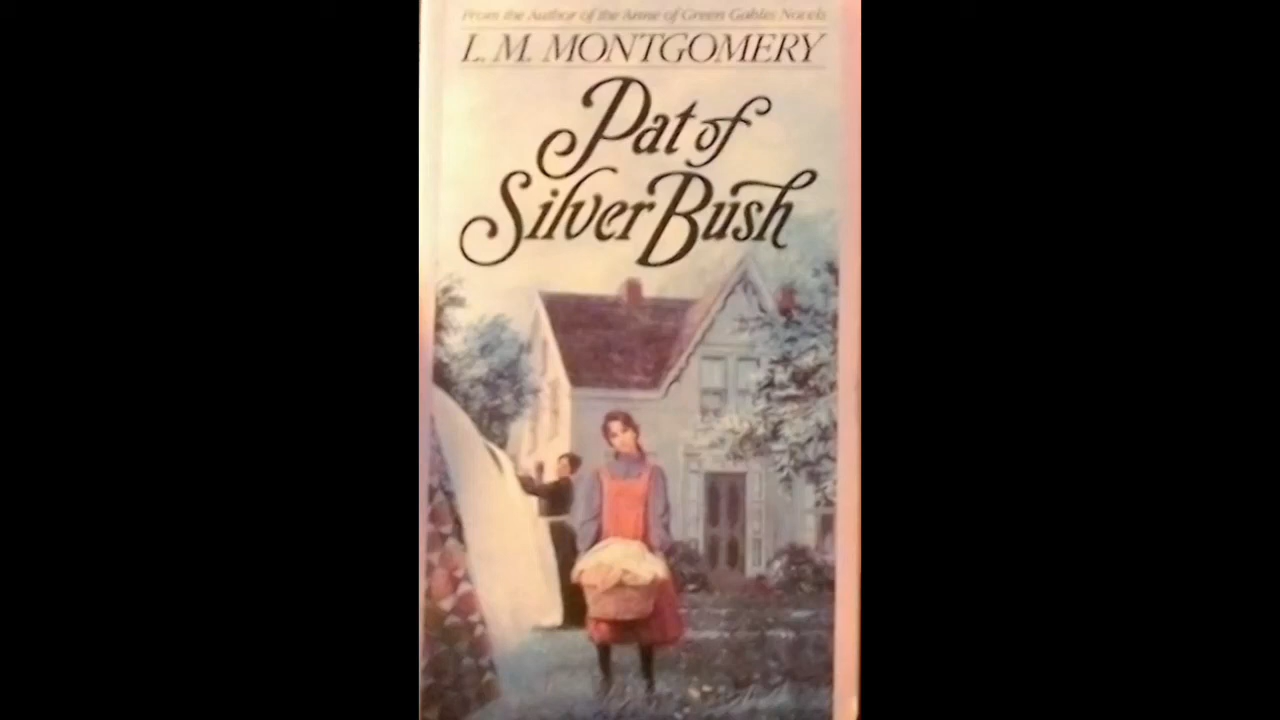 From the Author of the Anne of Green Gables Novels
L. M. MONTGOMERY
Pat of
Silver Bush